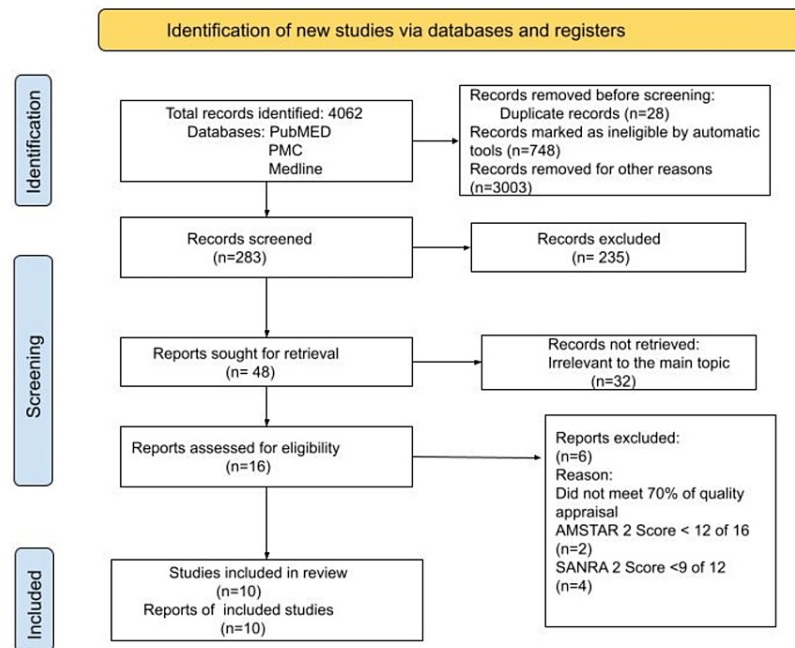 Identification of new studies via databases and registers
Identification
Total records identified: 4062
Databases: PubMED
PMC
Medline
Records removed before screening:
Duplicate records (n=28)
Records marked as ineligible by automatic
tools (n=748)
Records removed for other reasons
(n=3003)
Screening
Records screened
(n=283)
Records excluded
(n= 235)
Reports sought for retrieval
(n= 48)
Records not retrieved:
Irrelevant to the main topic
(n=32)
Reports assessed for eligibility
(n=16)
Reports excluded:
(n=6)
Reason:
Did not meet 70% of quality
appraisal
AMSTAR 2 Score < 12 of 16
(n=2)
SANRA 2 Score <9 of 12
(n=4)
Included
Studies included in review
(n=10)
Reports of included studies
(n=10)